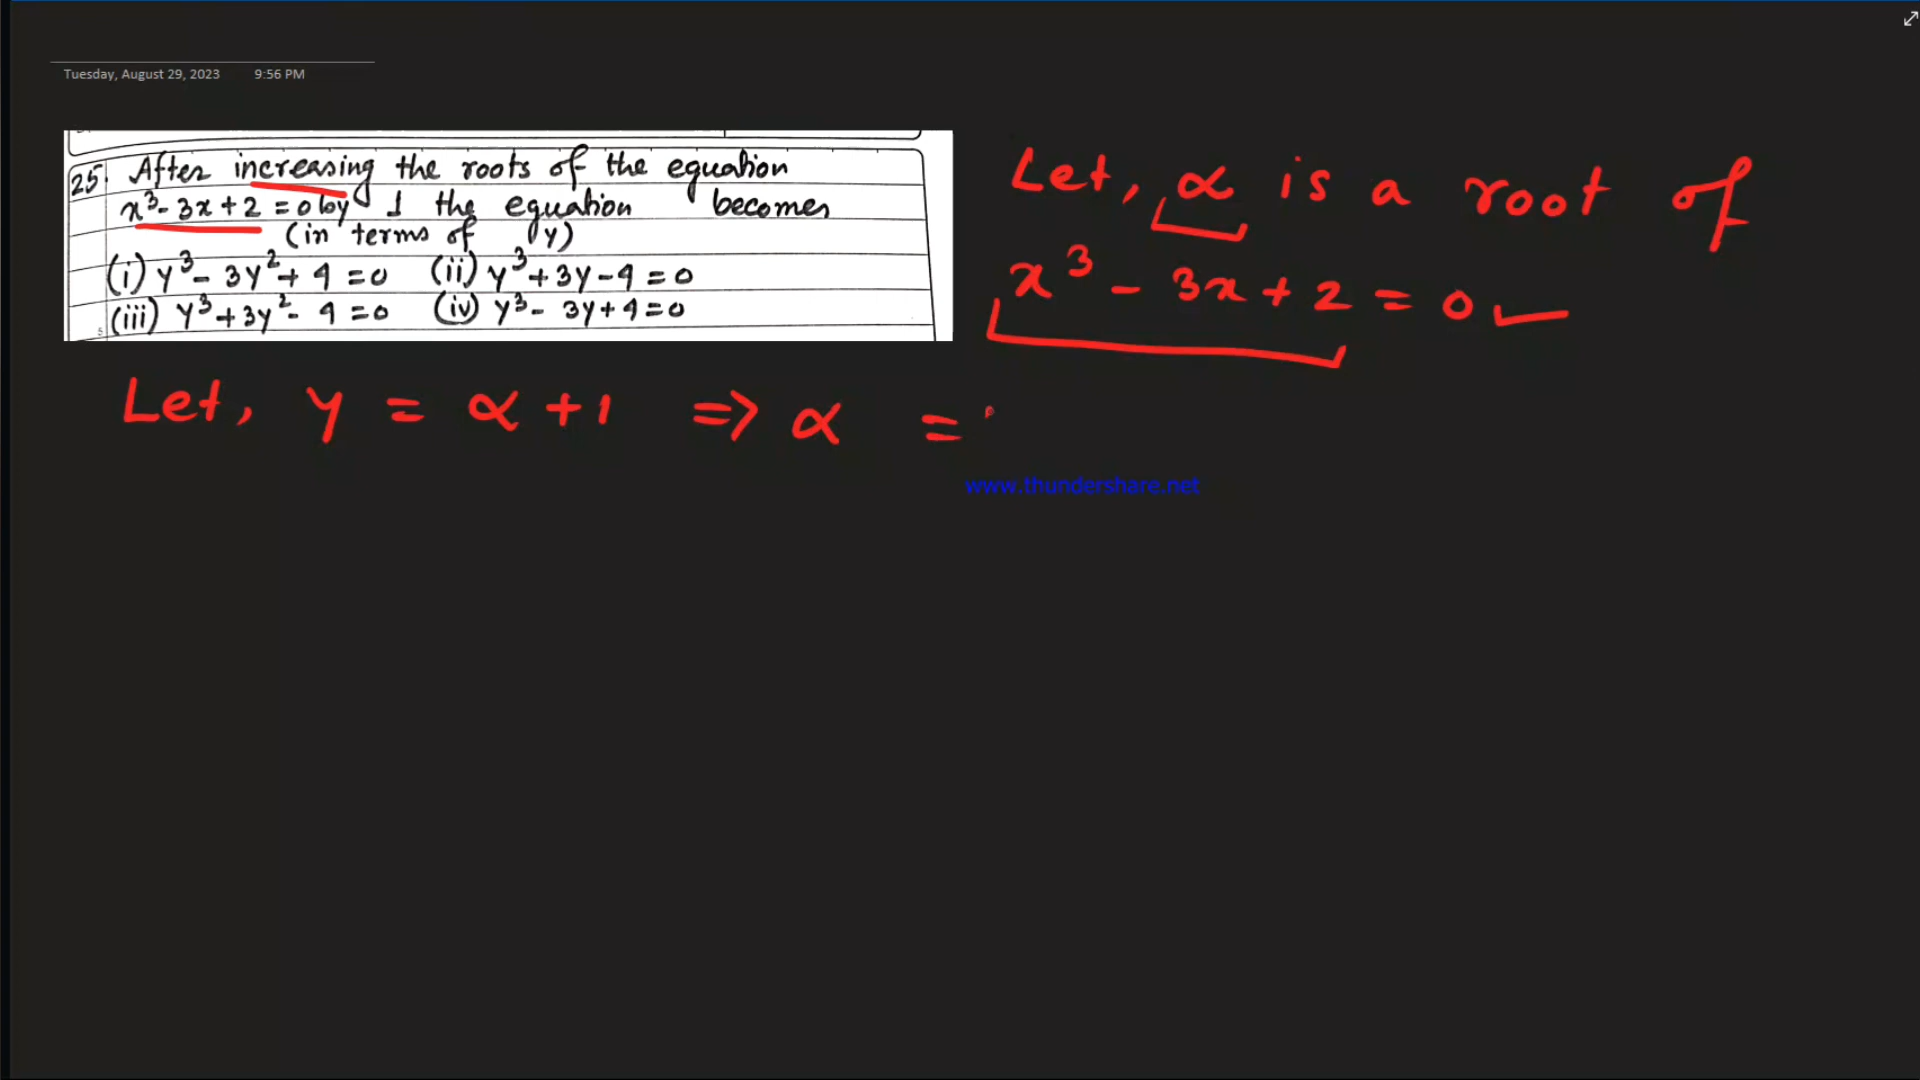 Tuesday, August 29, 2023 9:56 PM
25. After increasing the roots of the equation
x³- 3x + 2 = 0 by 1 the equation becomes
(in terms of y)
(i) y³- 3y²+ 4 = 0 (ii) y³+ 3y - 4 = 0
(iii) y³+ 3y²- 4 = 0 (iv) y³- 3y + 4 = 0
Let, α is a root of
x³ - 3x + 2 = 0
Let, y = α + 1 => α =
www.thundershare.net